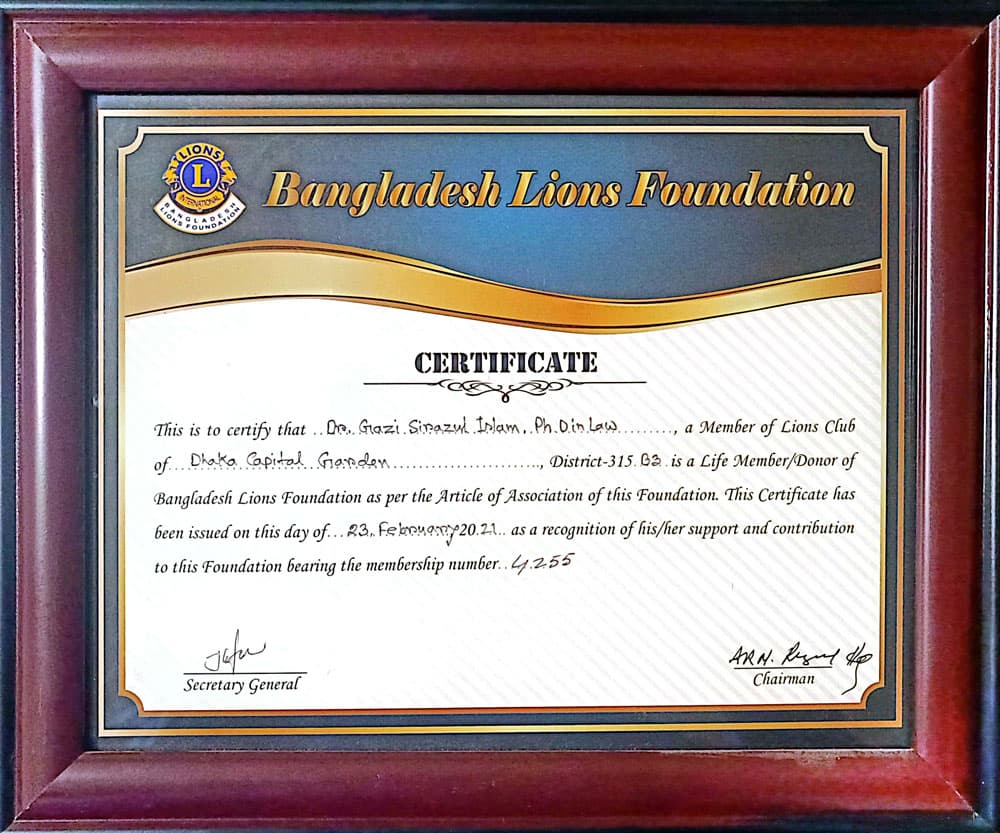 LIONS
L
INTERNATIONAL
BANGLADESH
LIONS FOUNDATION
Bangladesh Lions Foundation
CERTIFICATE
This is to certify that ..Dr. Gazi Sirazul Islam, Ph.D in Law........., a Member of Lions Club
of... Dhaka Capital Garden......................, District-315. B2 .is a Life Member/Donor of
Bangladesh Lions Foundation as per the Article of Association of this Foundation. This Certificate has
been issued on this day of... 23, February 20.21.. as a recognition of his/her support and contribution
to this Foundation bearing the membership number.. 4255
Secretary General
Chairman